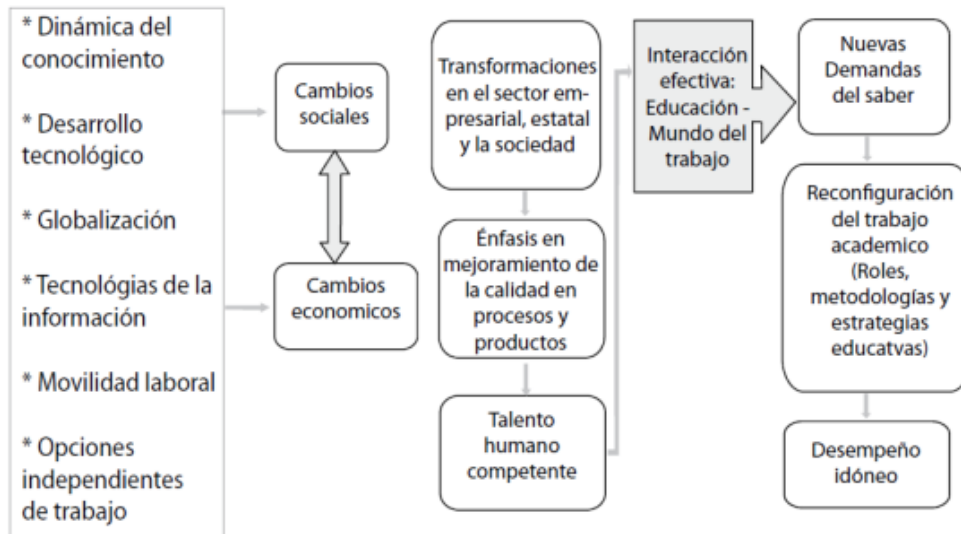 * Dinámica del
conocimiento
* Desarrollo
tecnológico
* Globalización
* Tecnológias de la
información
* Movilidad laboral
* Opciones
independientes
de trabajo
Cambios
sociales
Cambios
economicos
Transformaciones
en el sector em-
presarial, estatal
y la sociedad
Énfasis en
mejoramiento de
la calidad en
procesos y
productos
Talento
humano
competente
Interacción
efectiva:
Educación -
Mundo del
trabajo
Nuevas
Demandas
del saber
Reconfiguración
del trabajo
academico
(Roles,
metodologías y
estrategias
educatvas)
Desempeño
idóneo